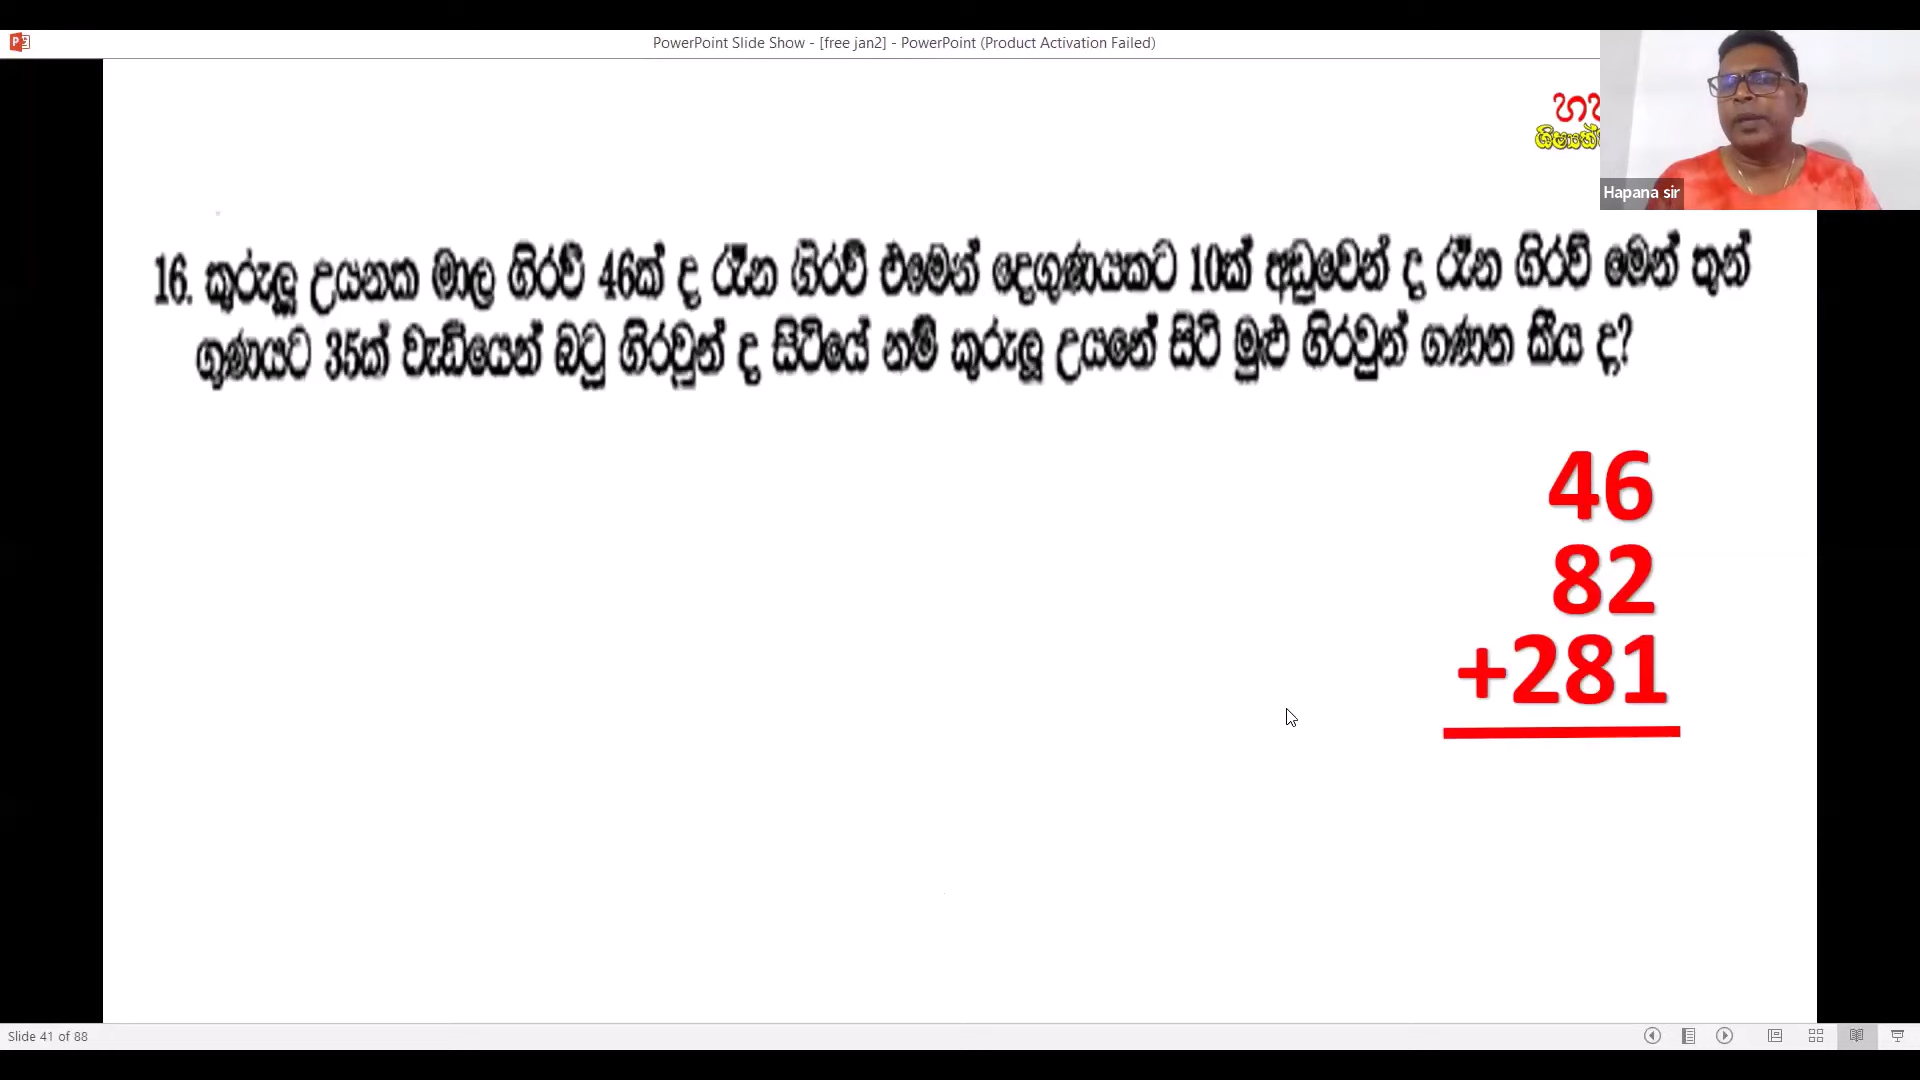 PowerPoint Slide Show - [free jan2] - PowerPoint (Product Activation Failed)
Hapana sir
16. කුරුලු උයනක මාල ගිරවි 46ක් ද රෑන ගිරවි එමෙන් දෙගුණයකට 10ක් අඩුවෙන් ද රෑන ගිරවි මෙන් තුන්
ගුණයට 35ක් වැඩියෙන් බටු ගිරවුන් ද සිටියේ නම් කුරුලු උයනේ සිටි මුළු ගිරවුන් ගණන කීය ද?
46
82
+281
Slide 41 of 88